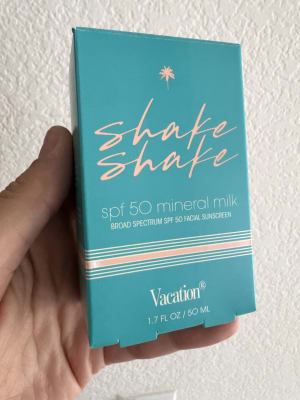 shake
shake
spf 50 mineral milk
BROAD SPECTRUM SPF 50 FACIAL SUNSCREEN
Vacation®
1.7 FL OZ / 50 ML